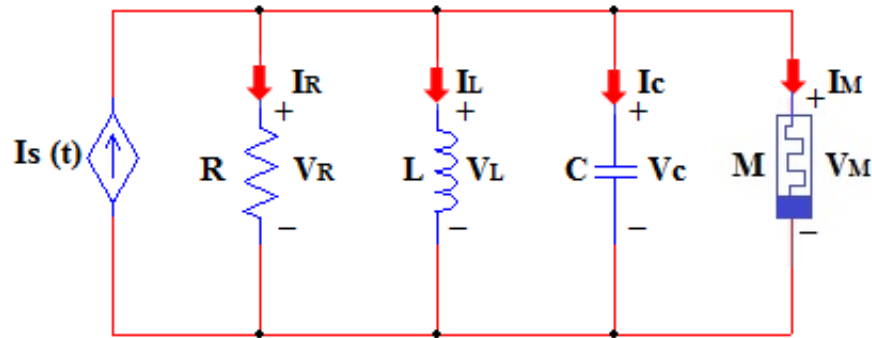 IR IL Ic IM
+ + + +
Is (t) R VR L VL C Vc M VM
− − − −